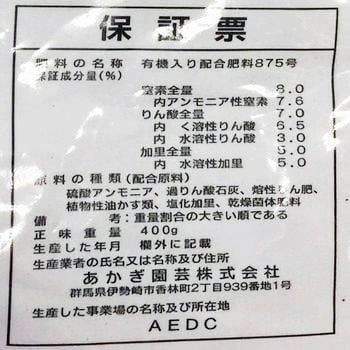 保証票
肥料の名称 有機入り配合肥料875号
保証成分量(%)
窒素全量 8.0
内アンモニア性窒素 7.6
りん酸全量 7.0
内 く溶性りん酸 6.5
内 水溶性りん酸 3.0
加里全量 5.0
内 水溶性加里 5.0
原料の種類(配合原料)
硫酸アンモニア、過りん酸石灰、熔性りん肥、
植物性油かす類、塩化加里、乾燥菌体肥料
備考:重量割合の大きい順である
正味重量 400g
生産した年月 欄外に記載
生産業者の氏名又は名称及び住所
あかぎ園芸株式会社
群馬県伊勢崎市香林町2丁目939番地1号
生産した事業場の名称及び所在地
AEDC